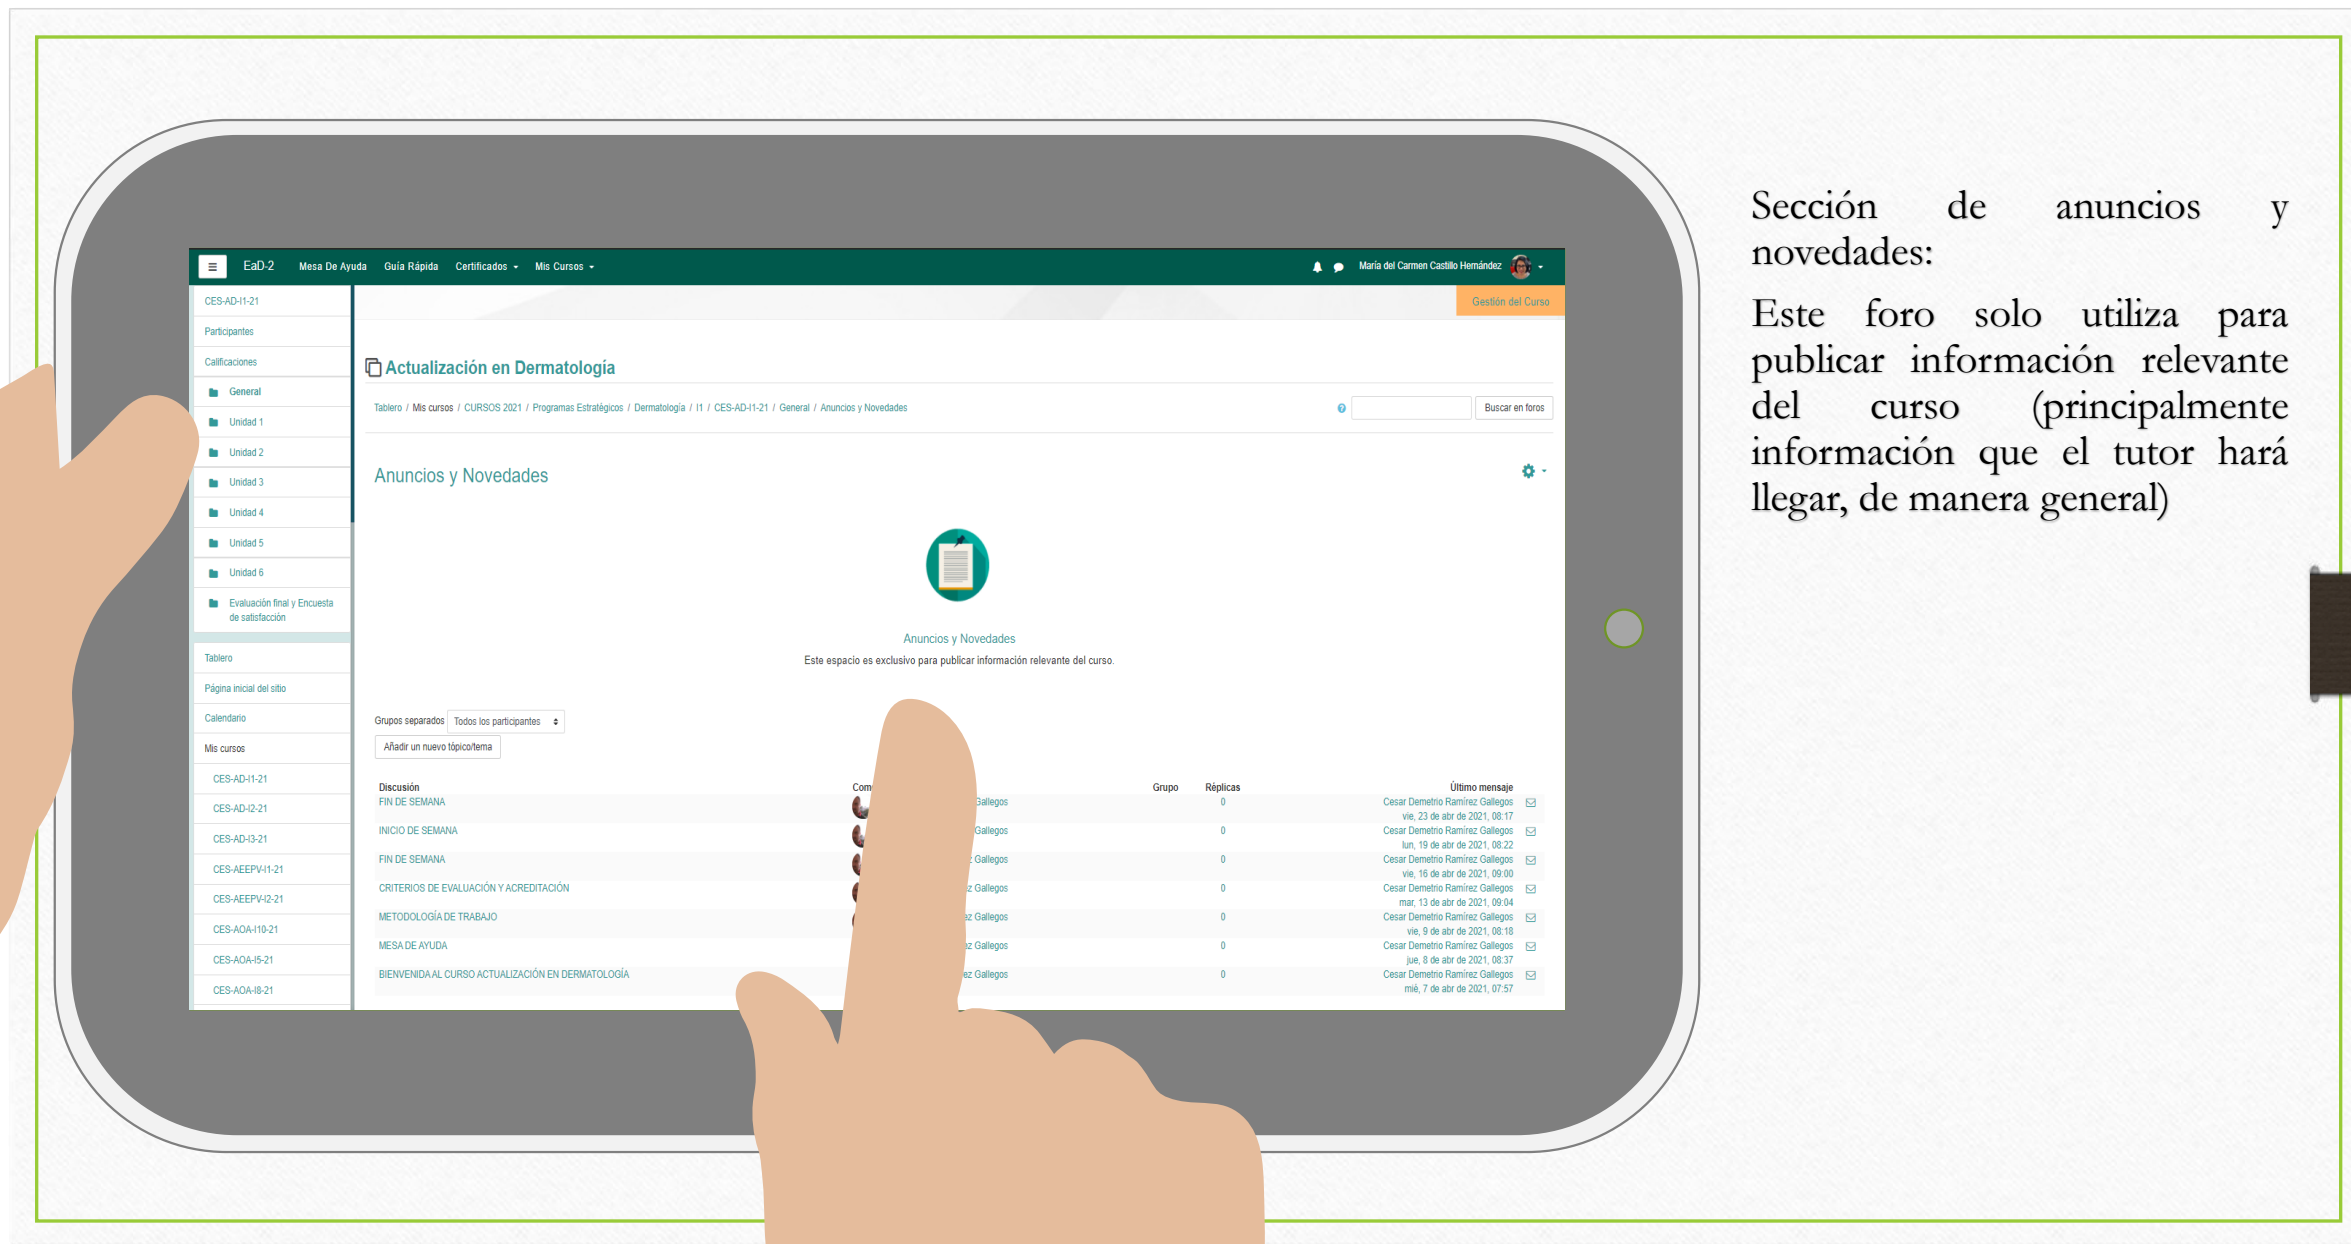 EaD-2 Mesa De Ayuda Guía Rápida Certificados Mis Cursos María del Carmen Castillo Hernández
Gestión del Curso
CES-AD-I1-21
Participantes
Calificaciones
General
Unidad 1
Unidad 2
Unidad 3
Unidad 4
Unidad 5
Unidad 6
Evaluación final y Encuesta
de satisfacción
Tablero
Página inicial del sitio
Calendario
Mis cursos
CES-AD-I1-21
CES-AD-I2-21
CES-AD-I3-21
CES-AEEPV-I1-21
CES-AEEPV-I2-21
CES-AOA-I10-21
CES-AOA-I5-21
CES-AOA-I8-21
Actualización en Dermatología
Tablero / Mis cursos / CURSOS 2021 / Programas Estratégicos / Dermatología / I1 / CES-AD-I1-21 / General / Anuncios y Novedades
Buscar en foros
Anuncios y Novedades
Anuncios y Novedades
Este espacio es exclusivo para publicar información relevante del curso.
Grupos separados Todos los participantes
Añadir un nuevo tópico/tema
Discusión Com Grupo Réplicas Último mensaje
FIN DE SEMANA Gallegos 0 Cesar Demetrio Ramírez Gallegos
vie, 23 de abr de 2021, 08:17
INICIO DE SEMANA Gallegos 0 Cesar Demetrio Ramírez Gallegos
lun, 19 de abr de 2021, 08:22
FIN DE SEMANA Gallegos 0 Cesar Demetrio Ramírez Gallegos
vie, 16 de abr de 2021, 09:00
CRITERIOS DE EVALUACIÓN Y ACREDITACIÓN z Gallegos 0 Cesar Demetrio Ramírez Gallegos
mar, 13 de abr de 2021, 09:04
METODOLOGÍA DE TRABAJO ez Gallegos 0 Cesar Demetrio Ramírez Gallegos
vie, 9 de abr de 2021, 08:18
MESA DE AYUDA ez Gallegos 0 Cesar Demetrio Ramírez Gallegos
jue, 8 de abr de 2021, 08:37
BIENVENIDA AL CURSO ACTUALIZACIÓN EN DERMATOLOGÍA ez Gallegos 0 Cesar Demetrio Ramírez Gallegos
mié, 7 de abr de 2021, 07:57
Sección de anuncios y
novedades:
Este foro solo utiliza para
publicar información relevante
del curso (principalmente
información que el tutor hará
llegar, de manera general)